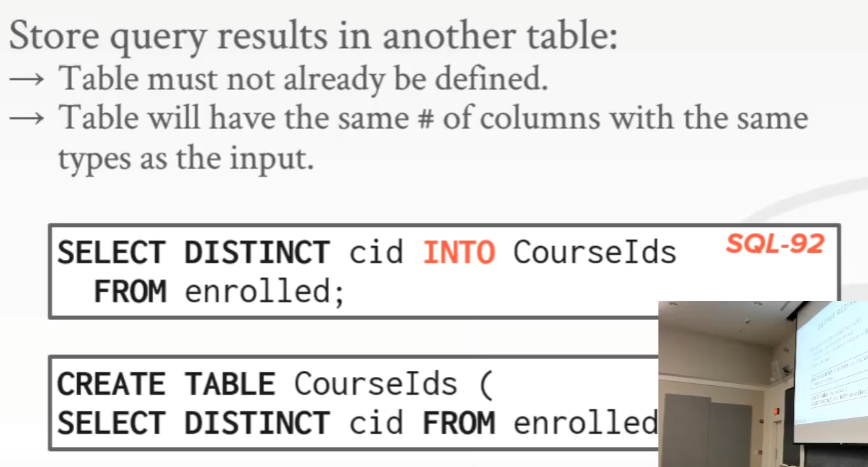 Store query results in another table:
→ Table must not already be defined.
→ Table will have the same # of columns with the same
types as the input.
SELECT DISTINCT cid INTO CourseIds
SQL-92
FROM enrolled;
CREATE TABLE CourseIds (
SELECT DISTINCT cid FROM enrolled